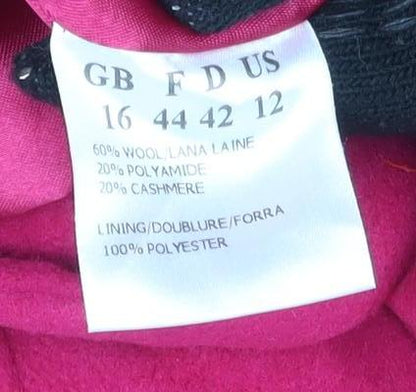 GB F D US
16 44 42 12
60% WOOL/LANA LAINE
20% POLYAMIDE
20% CASHMERE
LINING/DOUBLURE/FORRA
100% POLYESTER